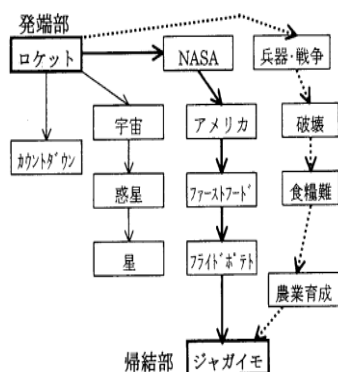 発端部
ロケット
NASA
兵器・戦争
カウントダウン
宇宙
アメリカ
破壊
惑星
ファーストフード
食糧難
星
フライドポテト
農業育成
帰結部
ジャガイモ